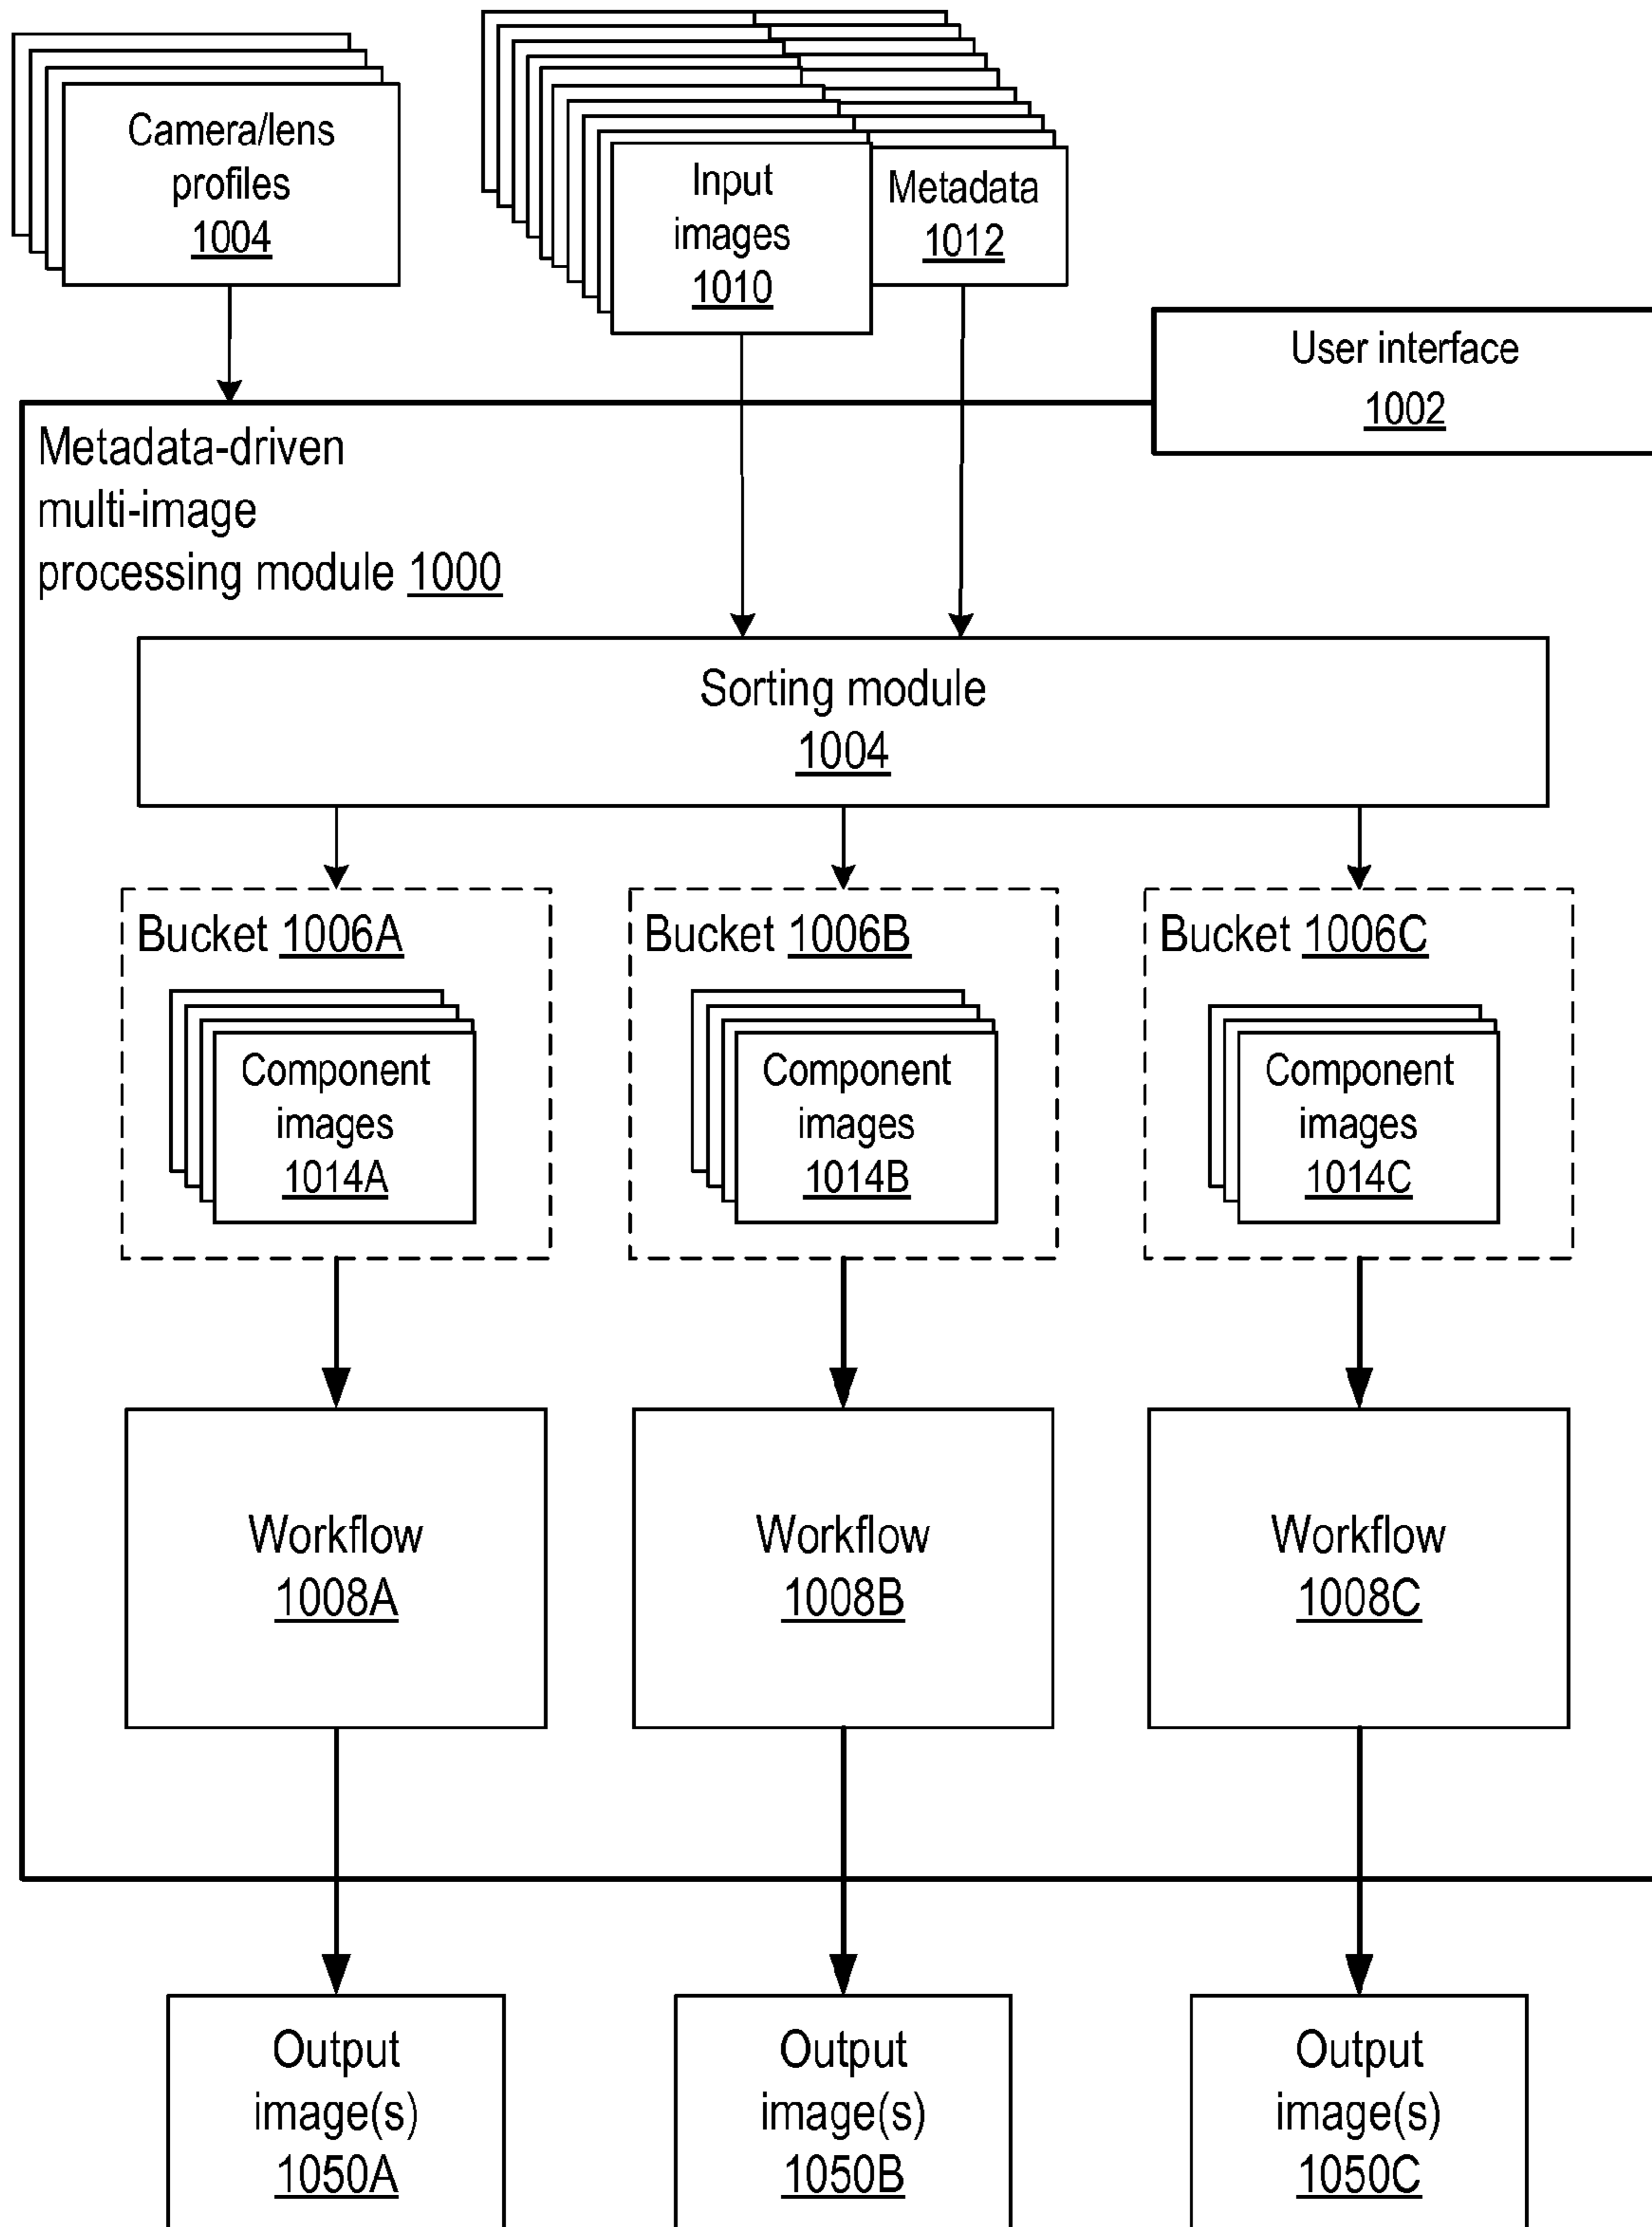 Camera/lens
profiles
1004
Input
images
1010
Metadata
1012
User interface
1002
Metadata-driven
multi-image
processing module 1000
Sorting module
1004
Bucket 1006A
Component
images
1014A
Bucket 1006B
Component
images
1014B
Bucket 1006C
Component
images
1014C
Workflow
1008A
Workflow
1008B
Workflow
1008C
Output
image(s)
1050A
Output
image(s)
1050B
Output
image(s)
1050C